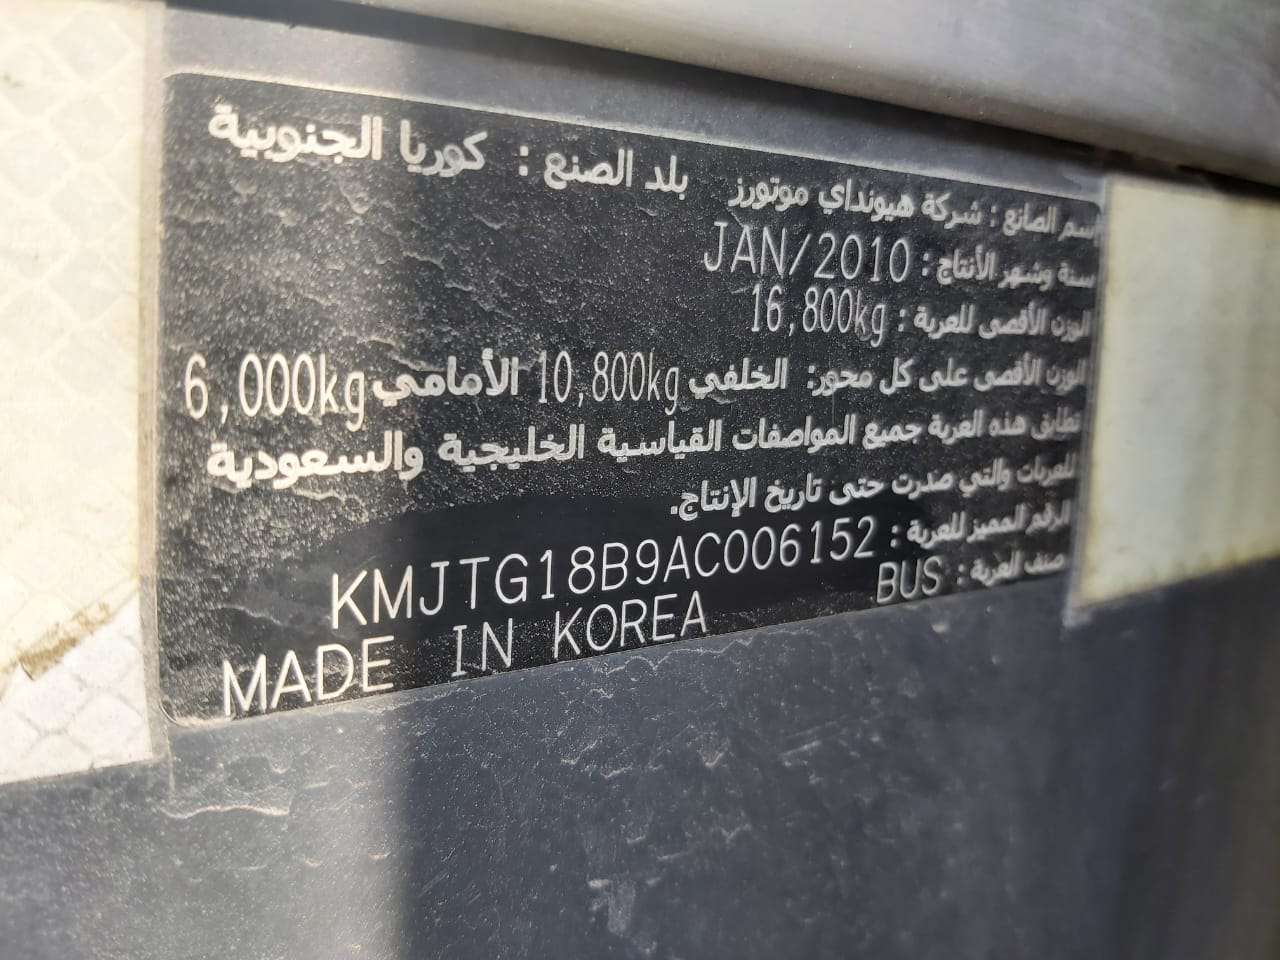 اسم الصانع : شركة هيونداي موتورز بلد الصنع : كوريا الجنوبية
سنة وشهر الأنتاج : JAN/2010
الوزن الأقصى للعربة : 16,800kg
الوزن الأقصى على كل محور: الخلفي 10,800kg الأمامي 6,000kg
تطابق هذه العربة جميع المواصفات القياسية الخليجية والسعودية
للعربات والتي صدرت حتى تاريخ الإنتاج.
الرقم المميز للعربة : KMJTG18B9AC006152
صنف العربة : BUS
MADE IN KOREA